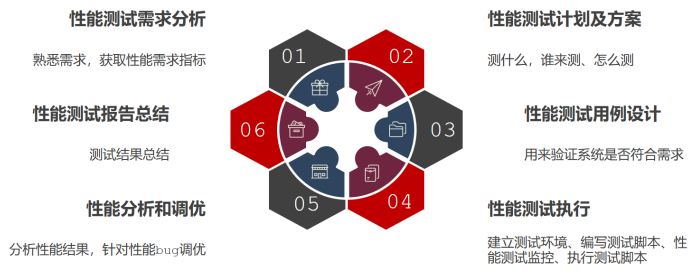 性能测试需求分析
熟悉需求，获取性能需求指标
01
02
性能测试计划及方案
测什么，谁来测、怎么测
性能测试报告总结
测试结果总结
06
03
性能测试用例设计
用来验证系统是否符合需求
性能分析和调优
分析性能结果，针对性能bug调优
05
04
性能测试执行
建立测试环境、编写测试脚本、性
能测试监控、执行测试脚本